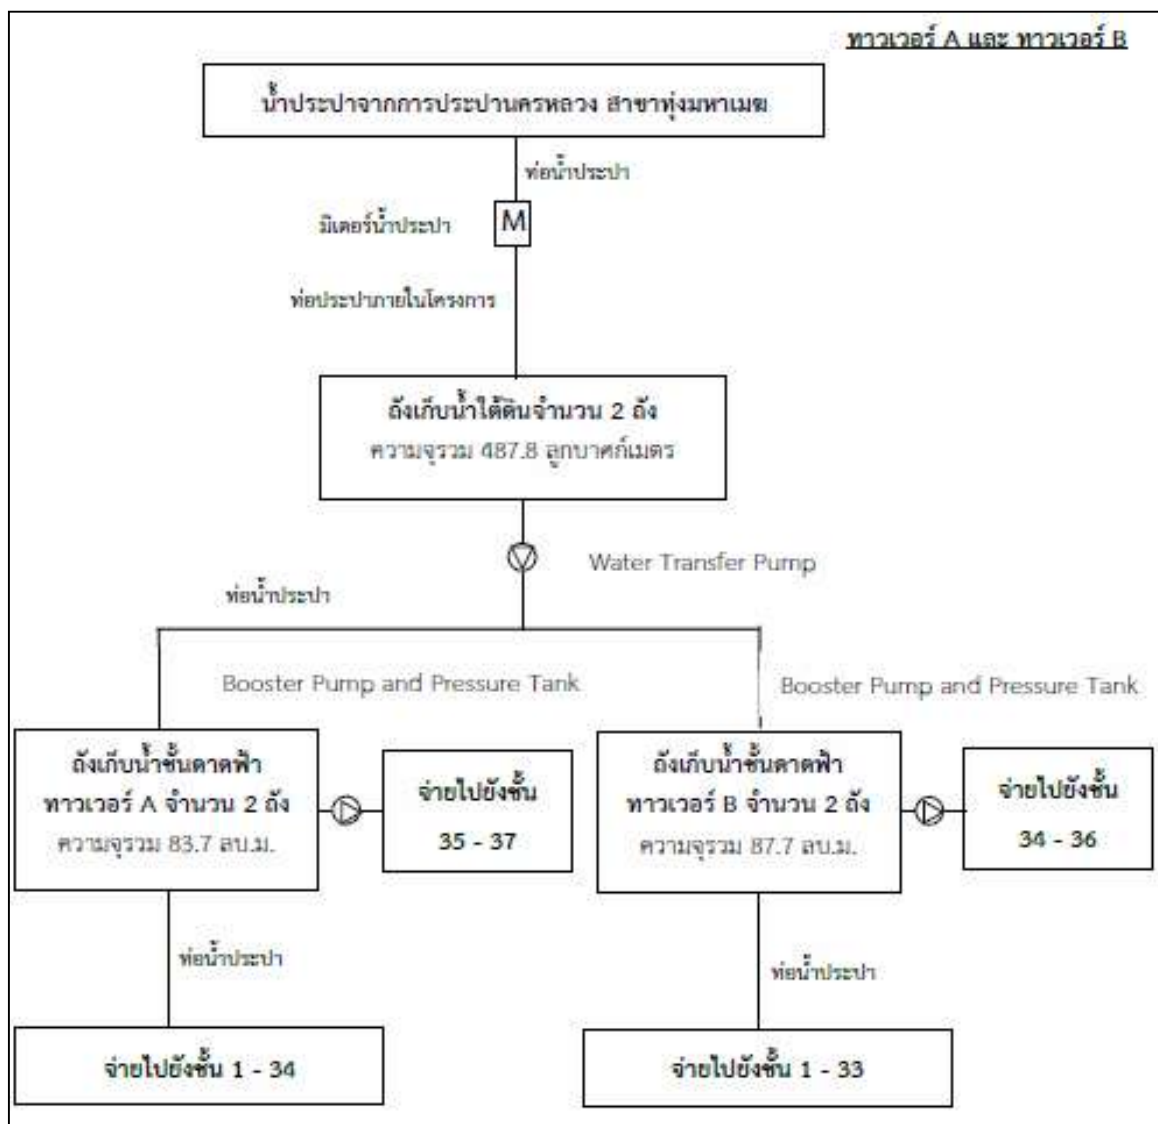 ทาวเวอร์ A และ ทาวเวอร์ B
น้ำประปาจากการประปานครหลวง สาขาทุ่งมหาเมฆ
ท่อน้ำประปา
มิเตอร์น้ำประปา
M
ท่อประปาภายในโครงการ
ถังเก็บน้ำใต้ดินจำนวน 2 ถัง
ความจุรวม 487.8 ลูกบาศก์เมตร
Water Transfer Pump
ท่อน้ำประปา
Booster Pump and Pressure Tank
Booster Pump and Pressure Tank
ถังเก็บน้ำชั้นดาดฟ้า
ทาวเวอร์ A จำนวน 2 ถัง
ความจุรวม 83.7 ลบ.ม.
จ่ายไปยังชั้น
35 - 37
ถังเก็บน้ำชั้นดาดฟ้า
ทาวเวอร์ B จำนวน 2 ถัง
ความจุรวม 87.7 ลบ.ม.
จ่ายไปยังชั้น
34 - 36
ท่อน้ำประปา
ท่อน้ำประปา
จ่ายไปยังชั้น 1 - 34
จ่ายไปยังชั้น 1 - 33